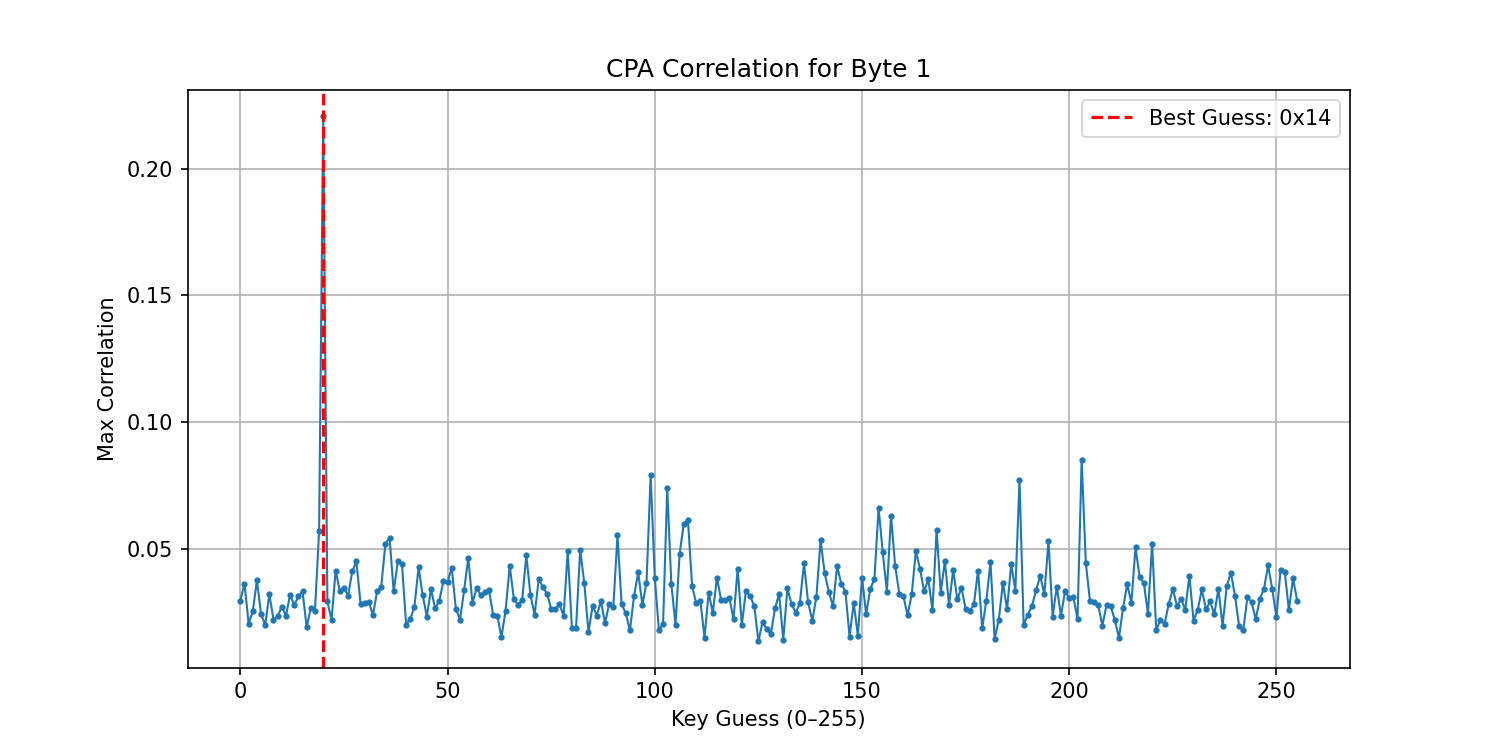 CPA Correlation for Byte 1
Best Guess: 0x14
Max Correlation
0.20
0.15
0.10
0.05
0 50 100 150 200 250
Key Guess (0–255)